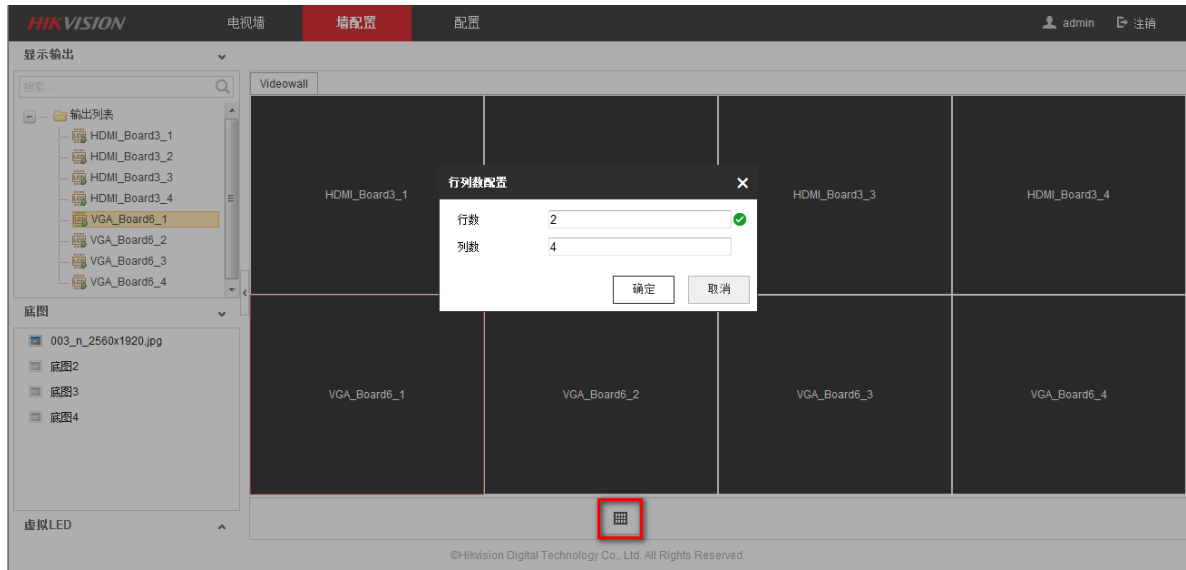 HIKVISION
电视墙
墙配置
配置
admin
注销
显示输出
搜索...
输出列表
HDMI_Board3_1
HDMI_Board3_2
HDMI_Board3_3
HDMI_Board3_4
VGA_Board6_1
VGA_Board6_2
VGA_Board6_3
VGA_Board6_4
底图
003_n_2560x1920.jpg
底图2
底图3
底图4
虚拟LED
Videowall
HDMI_Board3_1
HDMI_Board3_3
HDMI_Board3_4
行列数配置
行数
2
列数
4
确定
取消
VGA_Board6_1
VGA_Board6_2
VGA_Board6_3
VGA_Board6_4
©Hikvision Digital Technology Co., Ltd. All Rights Reserved.